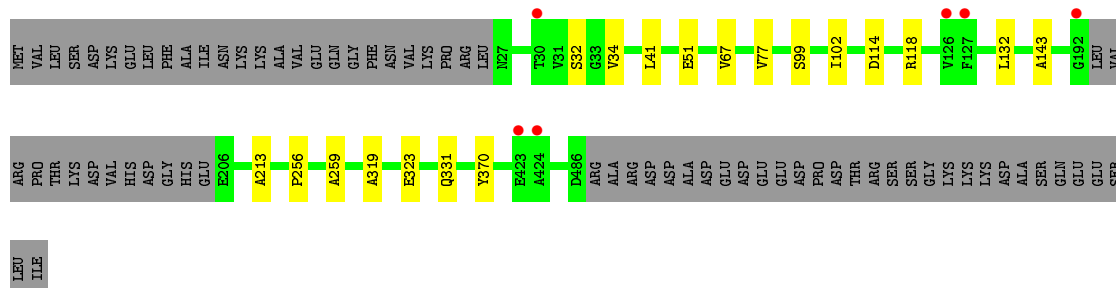 MET VAL LEU SER ASP LYS GLU LEU PHE ALA ILE ASN LYS LYS ALA VAL GLU GLN GLY PHE ASN VAL LYS PRO ARG LEU N27 T30 V31 S32 G33 V34 L41 E51 V67 V77 S99 I102 D114 R118 V126 F127 L132 A143 G192 LEU VAL
ARG PRO THR LYS ASP VAL HIS ASP GLY HIS GLU E206 A213 P256 A259 A319 E323 Q331 Y370 E423 A424 D486 ARG ALA ARG ASP ASP ALA ASP GLU ASP GLU GLU ASP PRO ASP THR ARG SER SER GLY LYS LYS LYS ASP ALA SER GLN GLU GLU SER
LEU ILE